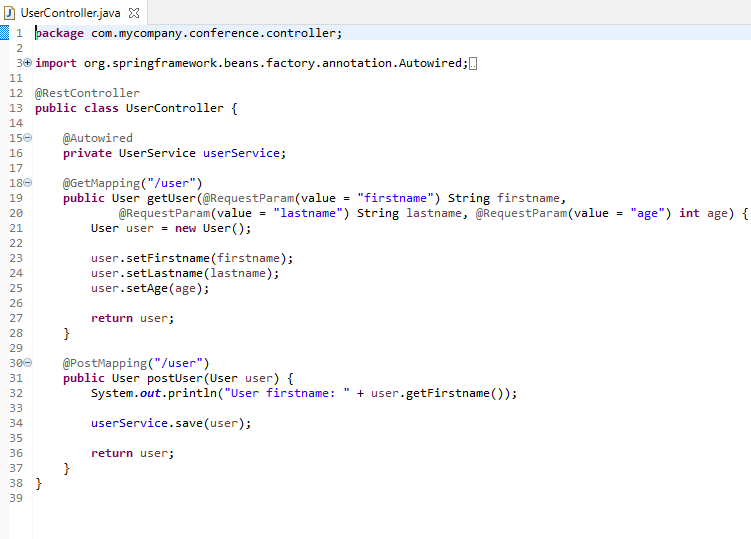 UserController.java
1 package com.mycompany.conference.controller;
2
3 import org.springframework.beans.factory.annotation.Autowired;
11
12 @RestController
13 public class UserController {
14
15     @Autowired
16     private UserService userService;
17
18     @GetMapping("/user")
19     public User getUser(@RequestParam(value = "firstname") String firstname,
20             @RequestParam(value = "lastname") String lastname, @RequestParam(value = "age") int age) {
21         User user = new User();
22
23         user.setFirstname(firstname);
24         user.setLastname(lastname);
25         user.setAge(age);
26
27         return user;
28     }
29
30     @PostMapping("/user")
31     public User postUser(User user) {
32         System.out.println("User firstname: " + user.getFirstname());
33
34         userService.save(user);
35
36         return user;
37     }
38 }
39